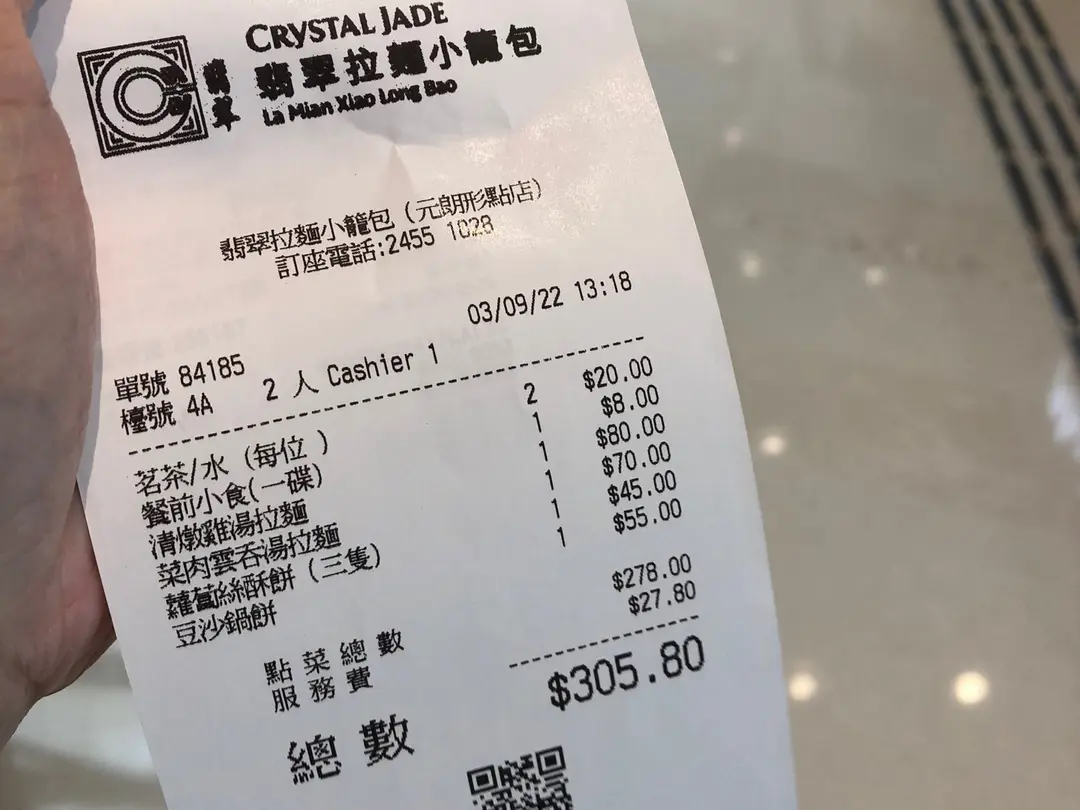 CRYSTAL JADE
翡翠
翡翠拉麵小籠包
La Mian Xiao Long Bao
翡翠拉麵小籠包（元朗形點店）
訂座電話:2455 1028
03/09/22 13:18
單號 84185
檯號 4A 2 人 Cashier 1
茗茶/水（每位） 2 $20.00
餐前小食(一碟) 1 $8.00
清燉雞湯拉麵 1 $80.00
菜肉雲吞湯拉麵 1 $70.00
蘿蔔絲酥餅（三隻） 1 $45.00
豆沙鍋餅 1 $55.00
點菜總數 $278.00
服務費 $27.80
總數 $305.80